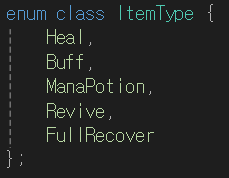 enum class ItemType {
    Heal,
    Buff,
    ManaPotion,
    Revive,
    FullRecover
};